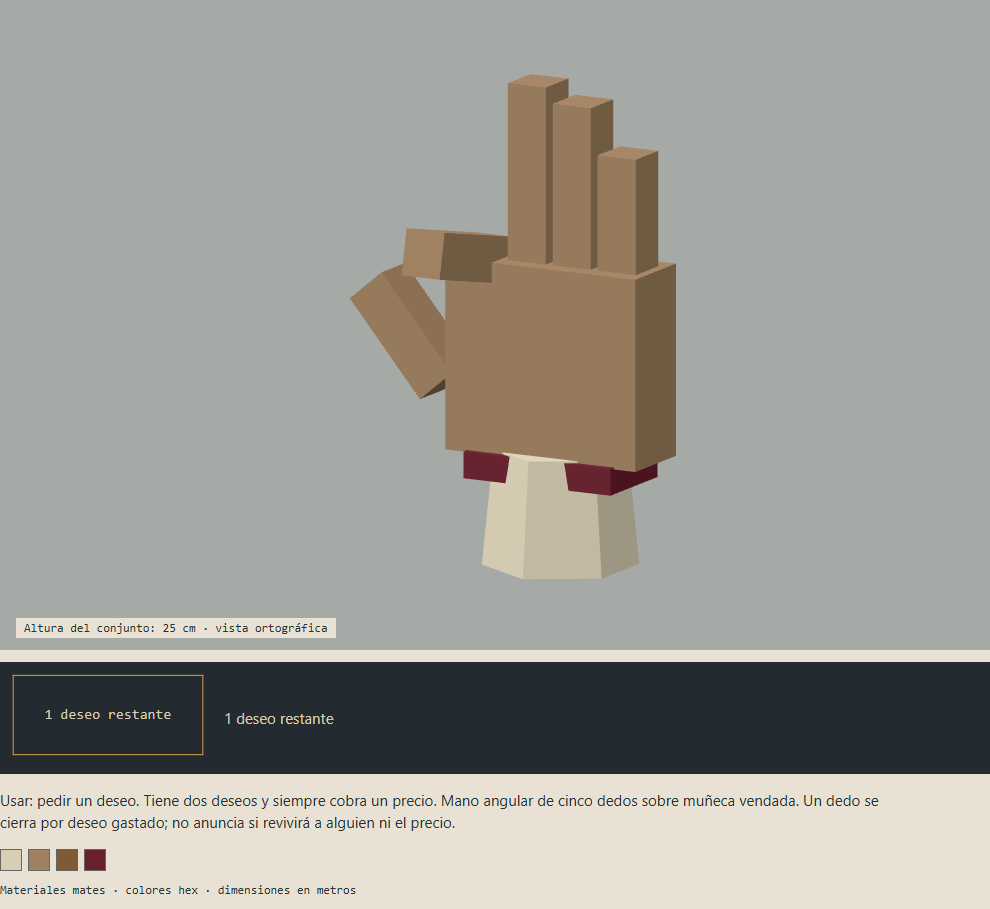 Altura del conjunto: 25 cm · vista ortográfica
1 deseo restante
1 deseo restante
Usar: pedir un deseo. Tiene dos deseos y siempre cobra un precio. Mano angular de cinco dedos sobre muñeca vendada. Un dedo se
cierra por deseo gastado; no anuncia si revivirá a alguien ni el precio.
Materiales mates · colores hex · dimensiones en metros